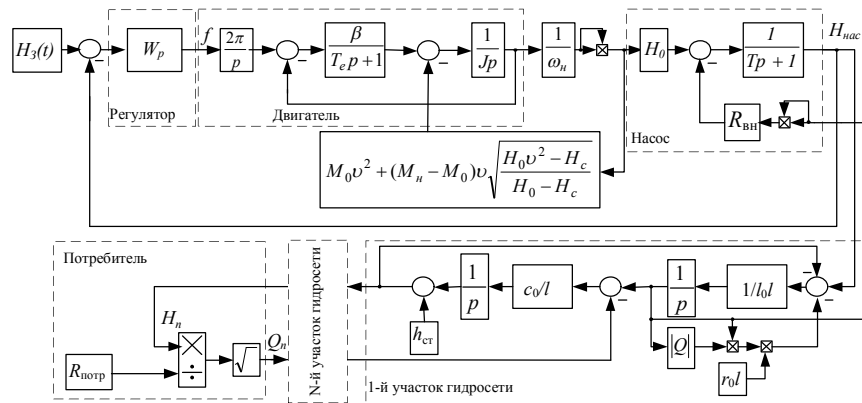 H_З(t)
W_p
Регулятор
f
2π
p
β
T_e p + 1
1
Jp
Двигатель
1
ω_н
H_0
1
Tp + 1
H_нас
R_вн
Насос
M_0υ² + (M_н − M_0)υ√((H_0υ² − H_c)/(H_0 − H_c))
Потребитель
H_n
R_потр
×
÷
√
Q_n
N-й участок гидросети
h_ст
1
p
c_0/l
1
p
1/l_0l
|Q|
r_0l
1-й участок гидросети